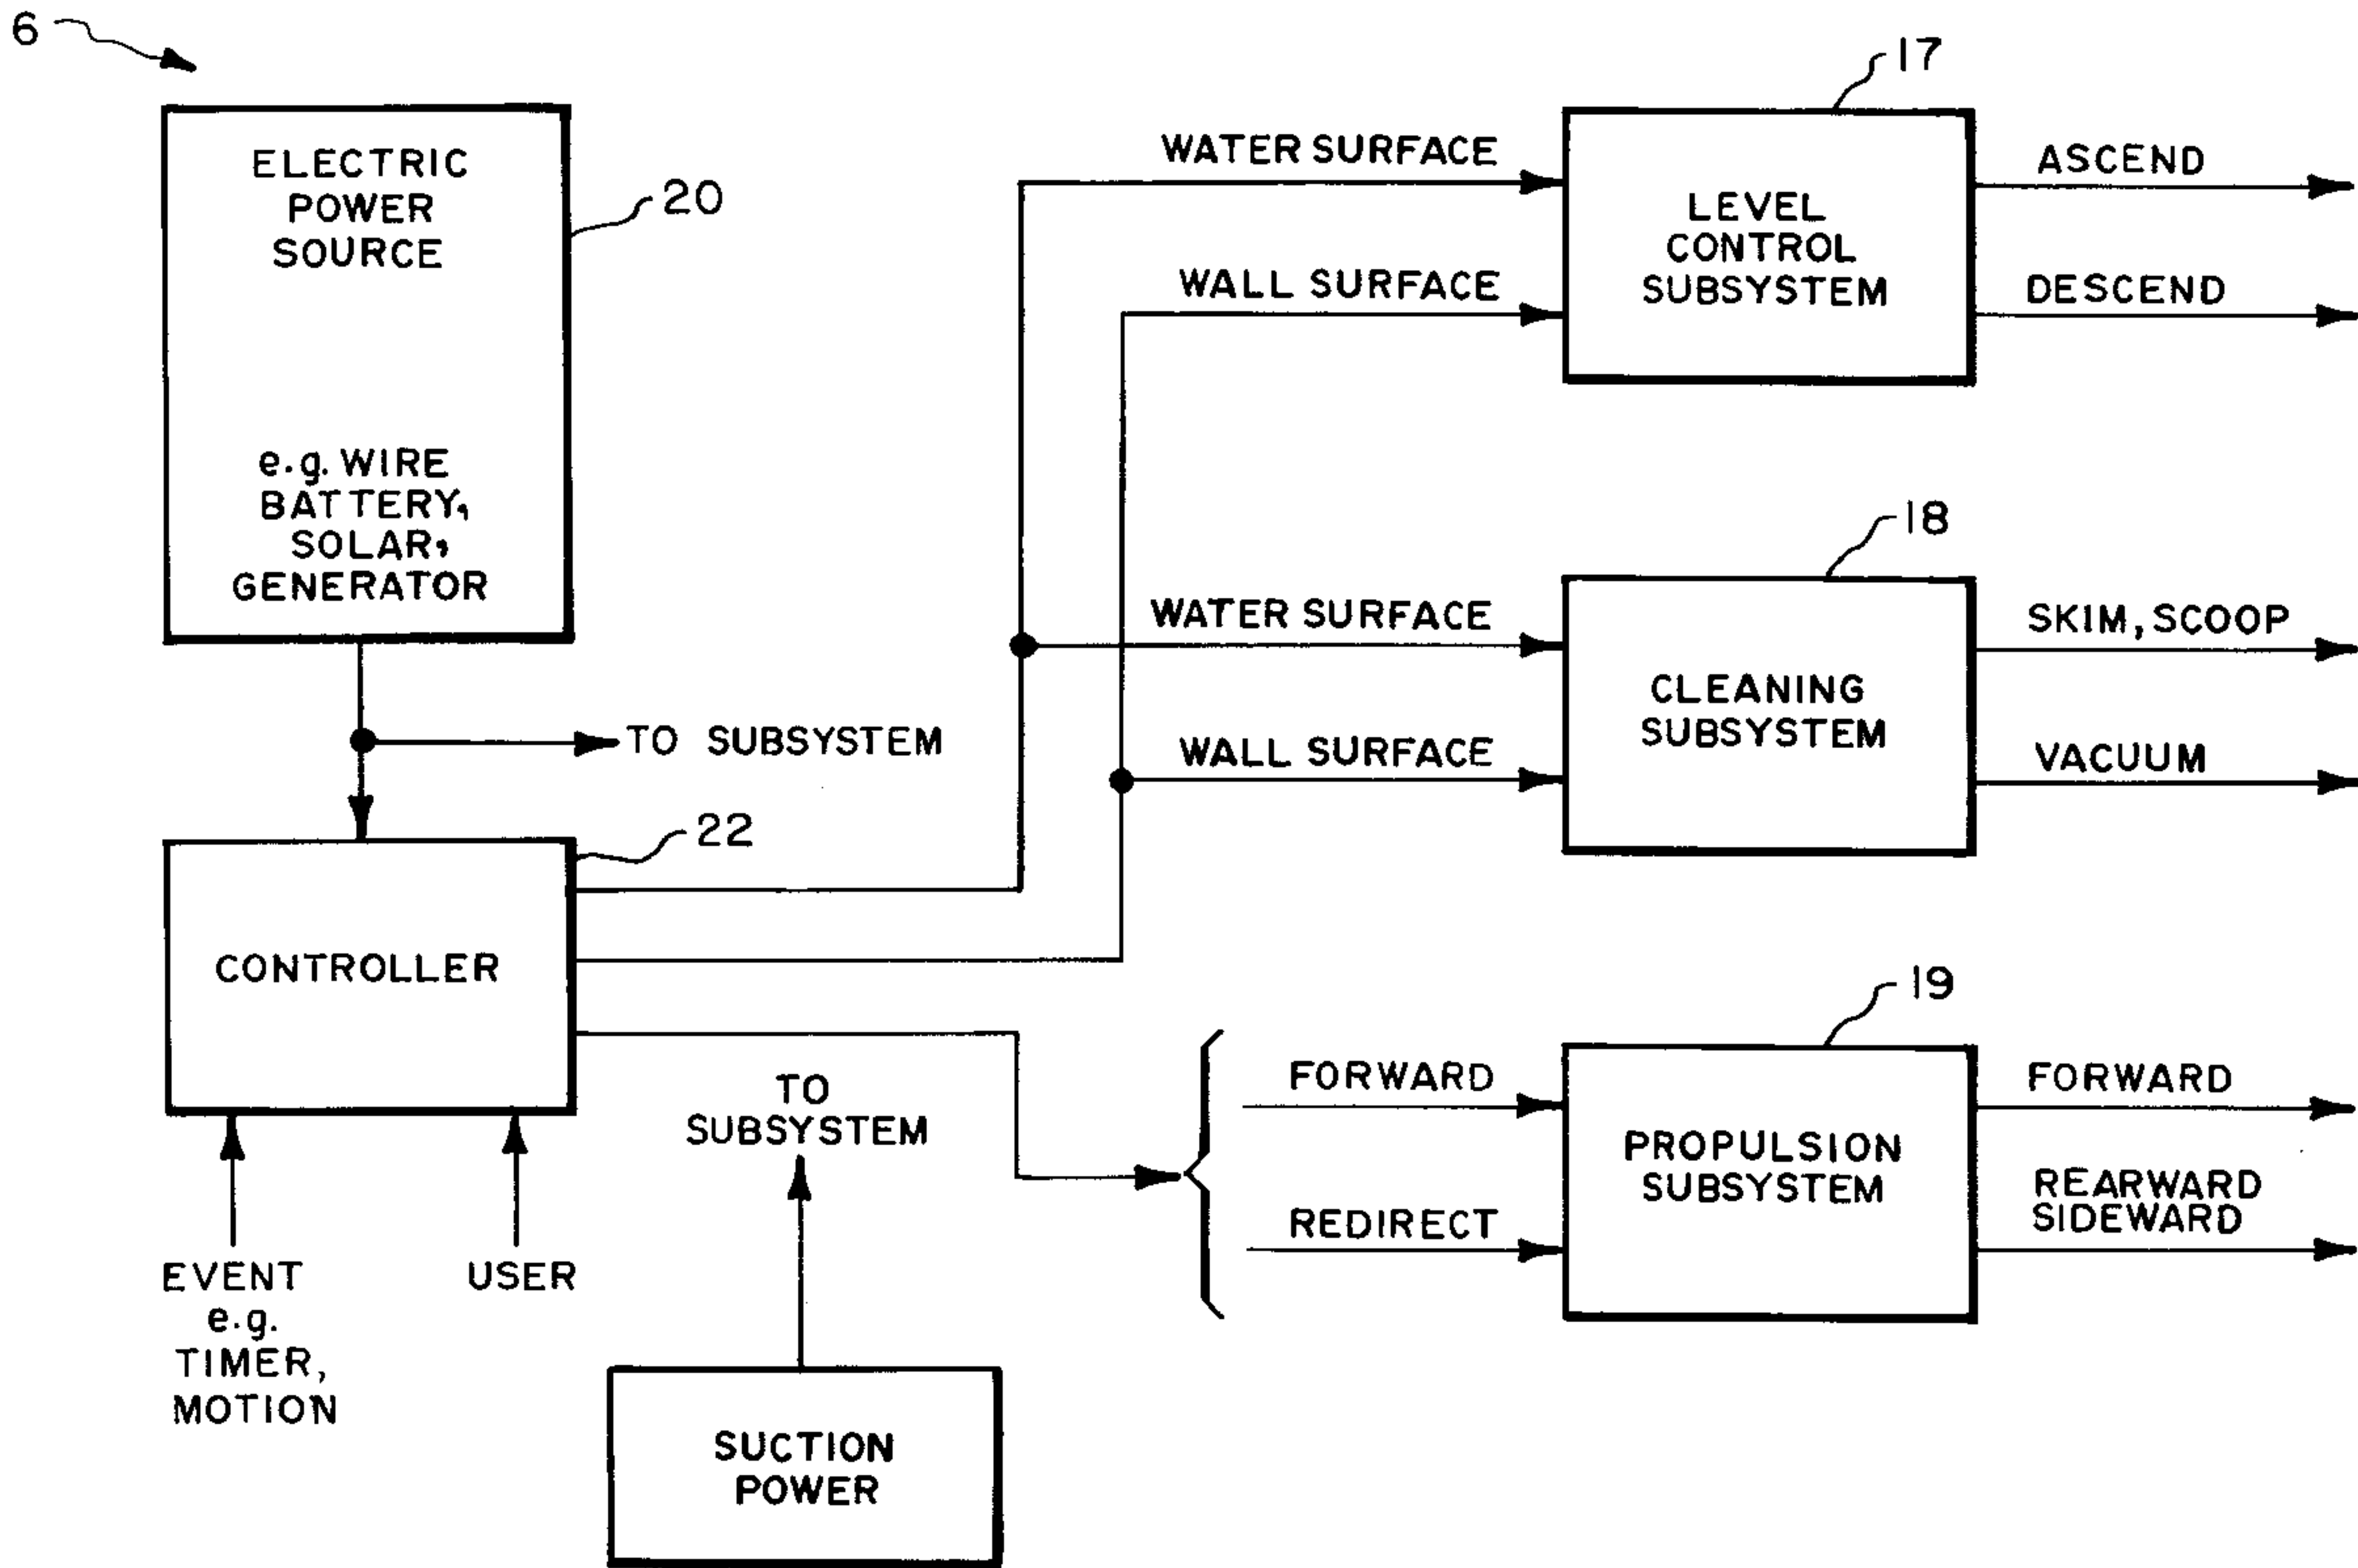 6
ELECTRIC
POWER
SOURCE
e.g. WIRE
BATTERY,
SOLAR,
GENERATOR
20
TO SUBSYSTEM
22
CONTROLLER
EVENT
e.g.
TIMER,
MOTION
USER
TO
SUBSYSTEM
SUCTION
POWER
WATER SURFACE
WALL SURFACE
17
LEVEL
CONTROL
SUBSYSTEM
ASCEND
DESCEND
WATER SURFACE
WALL SURFACE
18
CLEANING
SUBSYSTEM
SKIM, SCOOP
VACUUM
FORWARD
REDIRECT
19
PROPULSION
SUBSYSTEM
FORWARD
REARWARD
SIDEWARD